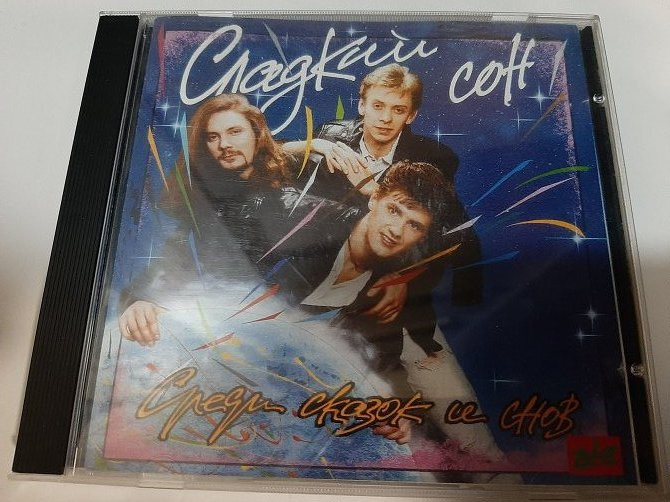 Сладкий сон
Среди сказок и снов